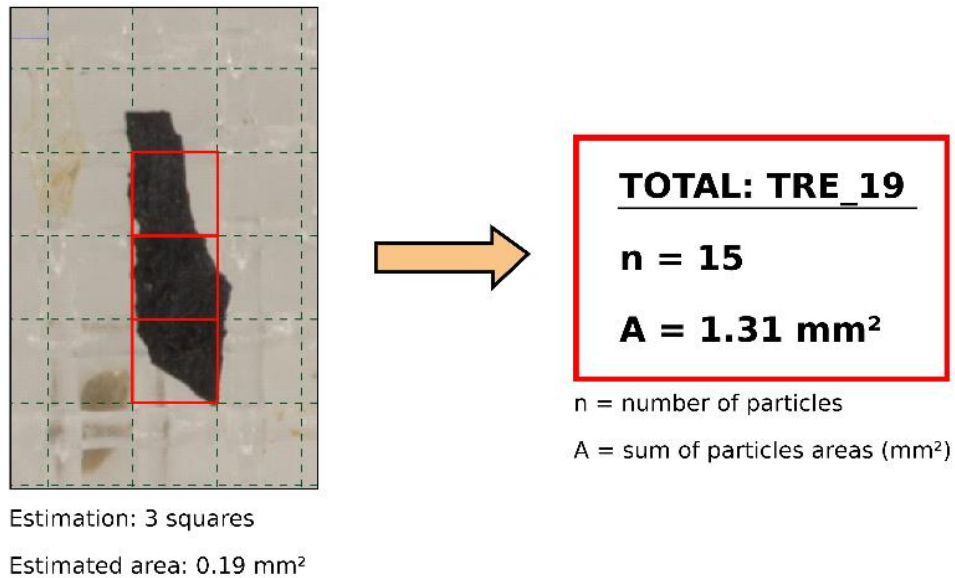 Estimation: 3 squares
Estimated area: 0.19 mm²
TOTAL: TRE_19
n = 15
A = 1.31 mm²
n = number of particles
A = sum of particles areas (mm²)